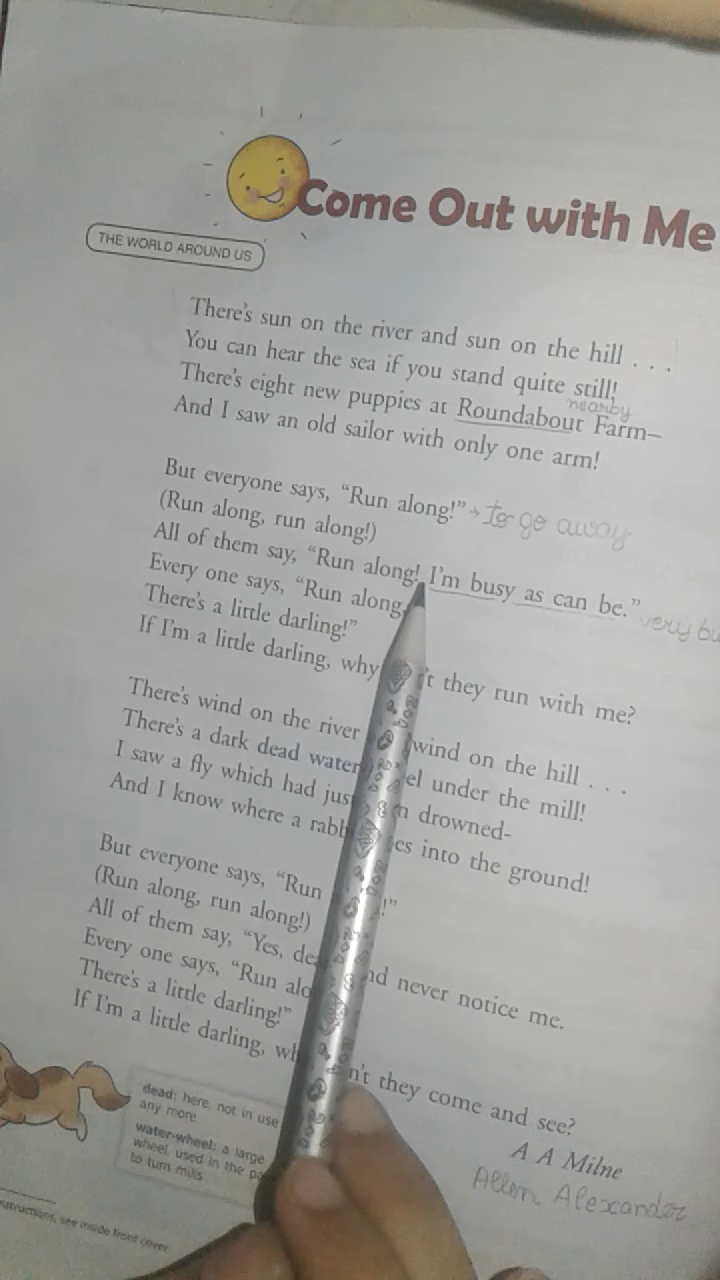 Come Out with Me
THE WORLD AROUND US
There's sun on the river and sun on the hill . . .
You can hear the sea if you stand quite still!
There's eight new puppies at Roundabout Farm–
nearby
And I saw an old sailor with only one arm!
But everyone says, "Run along!" → to go away
(Run along, run along!)
All of them say, "Run along! I'm busy as can be."
very
Every one says, "Run along,
There's a little darling!"
If I'm a little darling, why 't they run with me?
There's wind on the river wind on the hill . . .
There's a dark dead water el under the mill!
I saw a fly which had jus n drowned-
And I know where a rabb es into the ground!
But everyone says, "Run !"
(Run along, run along!)
All of them say, "Yes, de nd never notice me.
Every one says, "Run alo
There's a little darling!"
If I'm a little darling, wh n't they come and see?
A A Milne
Allen Alexander
dead: here, not in use
any more
water-wheel: a large
wheel, used in the pa
to turn mills
nstructions, see inside front cover